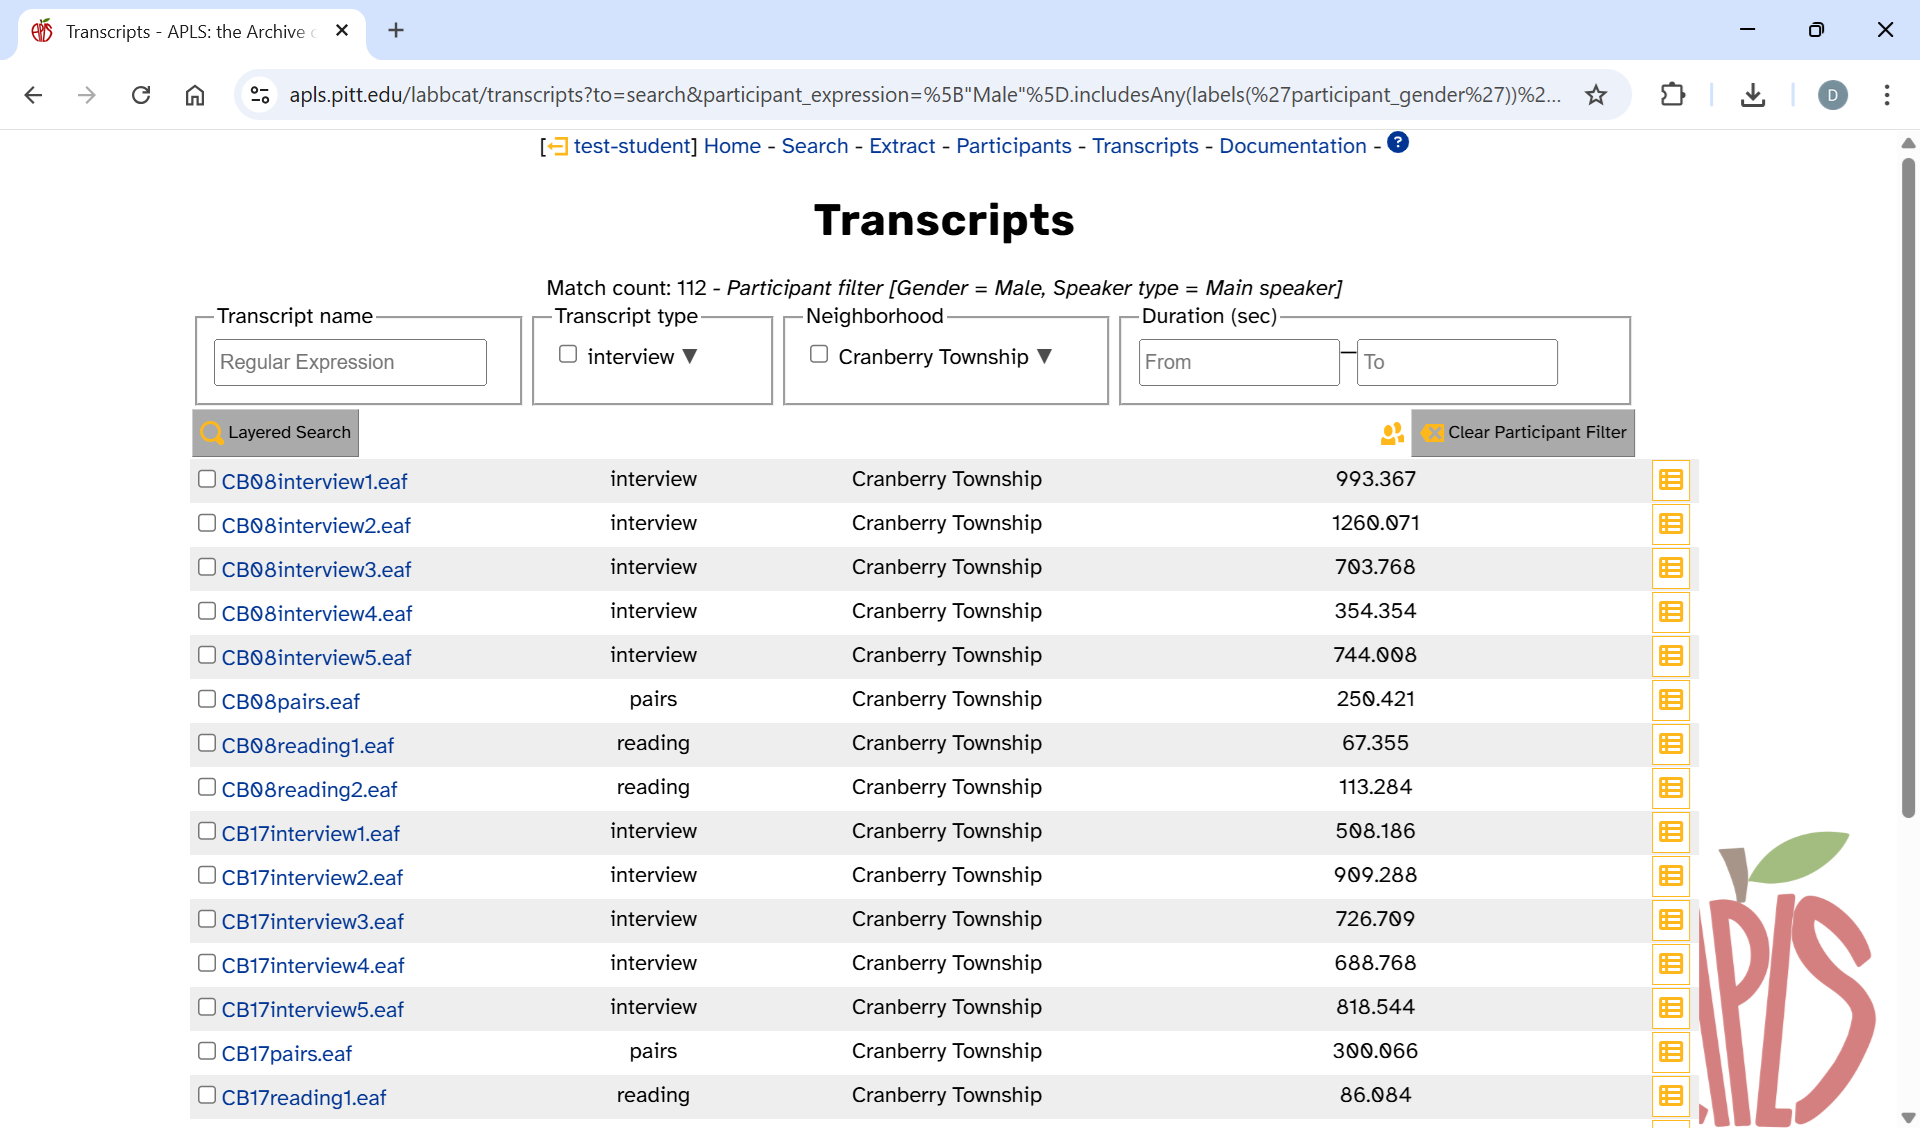 Transcripts - APLS: the Archive
apls.pitt.edu/labbcat/transcripts?to=search&participant_expression=%5B"Male"%5D.includesAny(labels(%27participant_gender%27))%2...
D
[test-student] Home - Search - Extract - Participants - Transcripts - Documentation - ?
Transcripts
Match count: 112 - Participant filter [Gender = Male, Speaker type = Main speaker]
Transcript name Transcript type Neighborhood Duration (sec)
Regular Expression interview ▼ Cranberry Township ▼ From – To
Layered Search Clear Participant Filter
CB08interview1.eaf interview Cranberry Township 993.367
CB08interview2.eaf interview Cranberry Township 1260.071
CB08interview3.eaf interview Cranberry Township 703.768
CB08interview4.eaf interview Cranberry Township 354.354
CB08interview5.eaf interview Cranberry Township 744.008
CB08pairs.eaf pairs Cranberry Township 250.421
CB08reading1.eaf reading Cranberry Township 67.355
CB08reading2.eaf reading Cranberry Township 113.284
CB17interview1.eaf interview Cranberry Township 508.186
CB17interview2.eaf interview Cranberry Township 909.288
CB17interview3.eaf interview Cranberry Township 726.709
CB17interview4.eaf interview Cranberry Township 688.768
CB17interview5.eaf interview Cranberry Township 818.544
CB17pairs.eaf pairs Cranberry Township 300.066
CB17reading1.eaf reading Cranberry Township 86.084
APLS